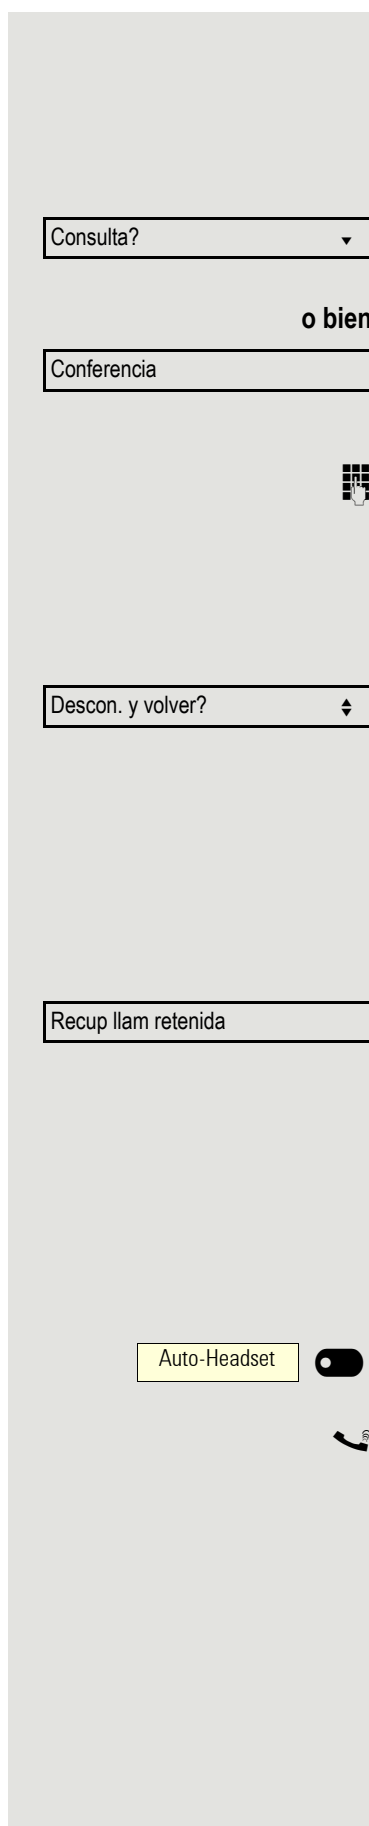 Consulta?
o bien
Conferencia
Descon. y volver?
Recup llam retenida
Auto-Headset